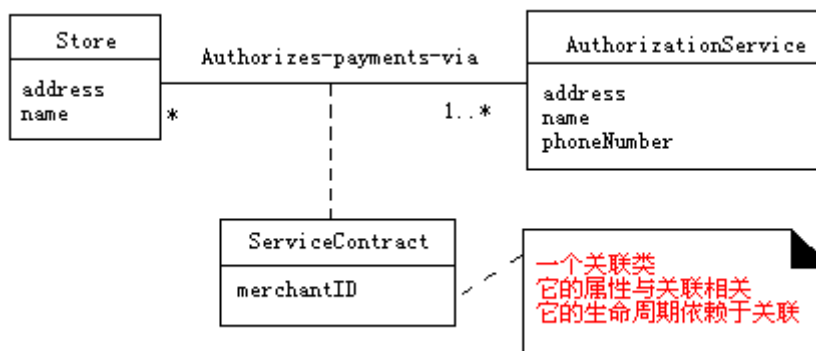 Store
address
name
Authorizes-payments-via
*
1..*
AuthorizationService
address
name
phoneNumber
ServiceContract
merchantID
一个关联类
它的属性与关联相关
它的生命周期依赖于关联